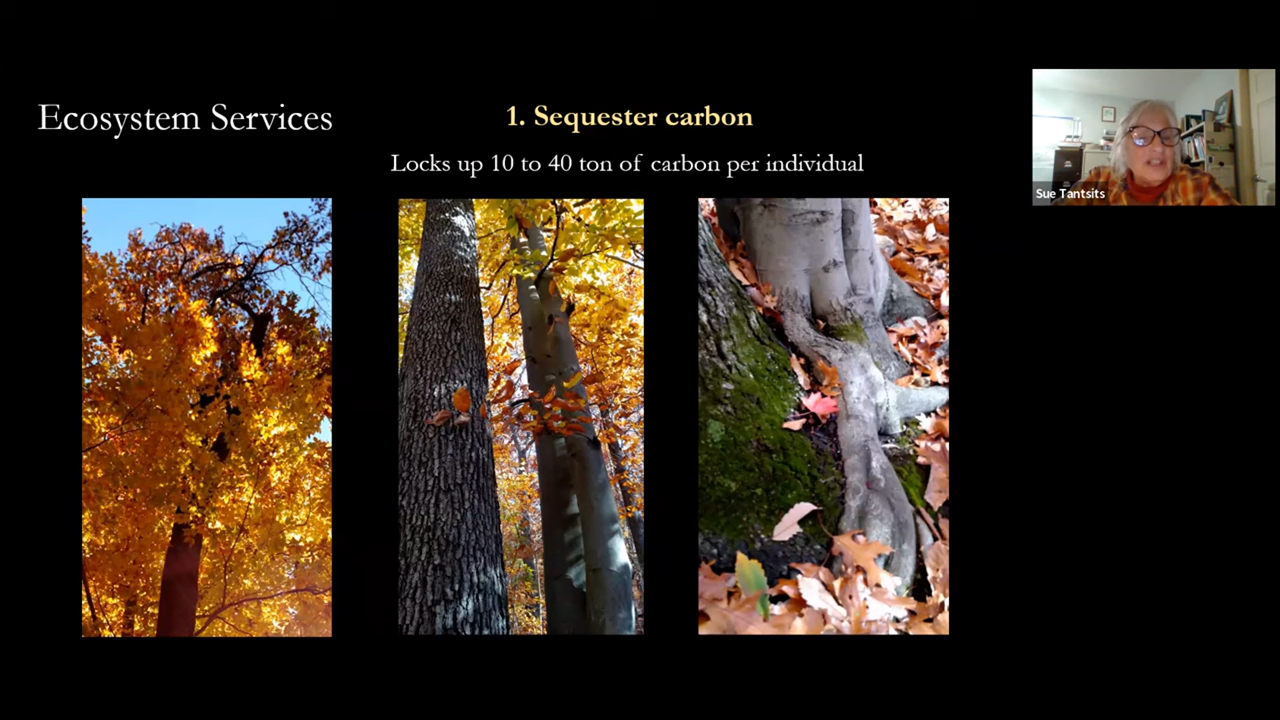 Ecosystem Services
1. Sequester carbon
Locks up 10 to 40 ton of carbon per individual
Sue Tantsits